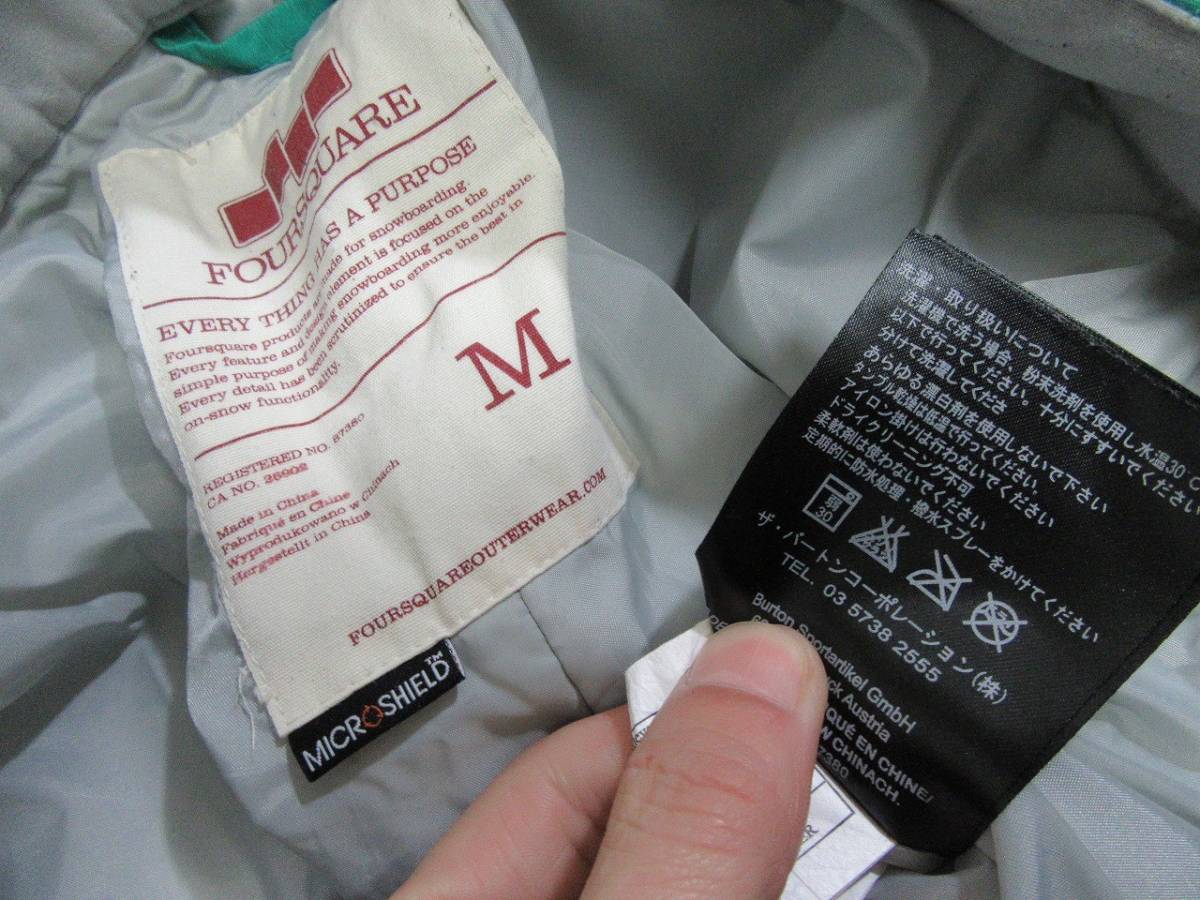 FOURSQUARE
EVERY THING HAS A PURPOSE
Foursquare products are made for snowboarding.
Every feature and design element is focused on the
simple purpose of making snowboarding more enjoyable.
Every detail has been scrutinized to ensure the best in
on-snow functionality.
M
REGISTERED NO. 87380
CA NO. 26902
Made in China
Fabriqué en Chine
Wyprodukowano w Chinach
Hergestellt in China
FOURSQUAREOUTERWEAR.COM
MICROSHIELD™
洗濯、取り扱いについて
洗濯機で洗う場合、粉末洗剤を使用し水温30℃
以下で行ってください。十分にすすいでください
分けて洗濯してくださ
あらゆる漂白剤を使用しないで下さい
タンブル乾燥は低温で行ってください
アイロン掛けは行わないでください
ドライクリーニング不可
柔軟剤は使わないでください
定期的に防水処理・撥水スプレーをかけてください
弱
30
ザ・バートンコーポレーション(株)
TEL. 03 5738 2555
Burton Sportartikel GmbH
Austria
QUÉ EN CHINE/
W CHINACH.
7380